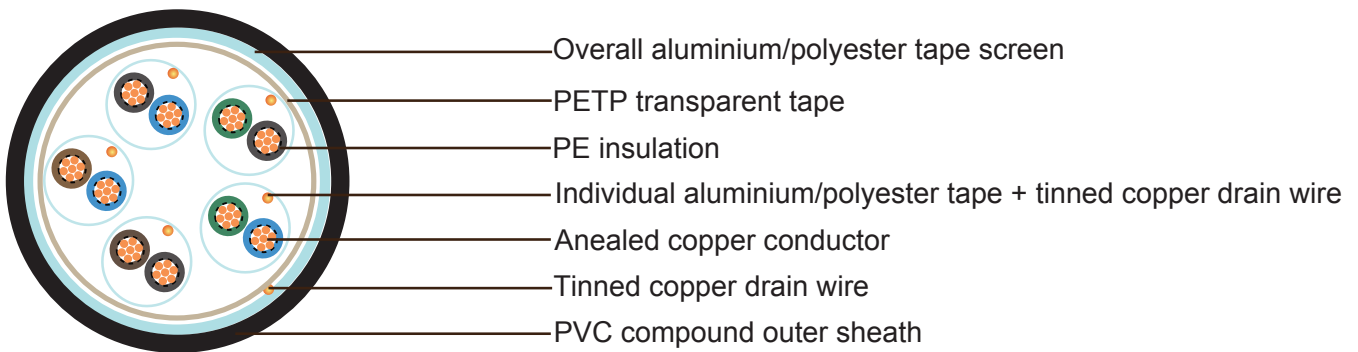 Overall aluminium/polyester tape screen
PETP transparent tape
PE insulation
Individual aluminium/polyester tape + tinned copper drain wire
Anealed copper conductor
Tinned copper drain wire
PVC compound outer sheath